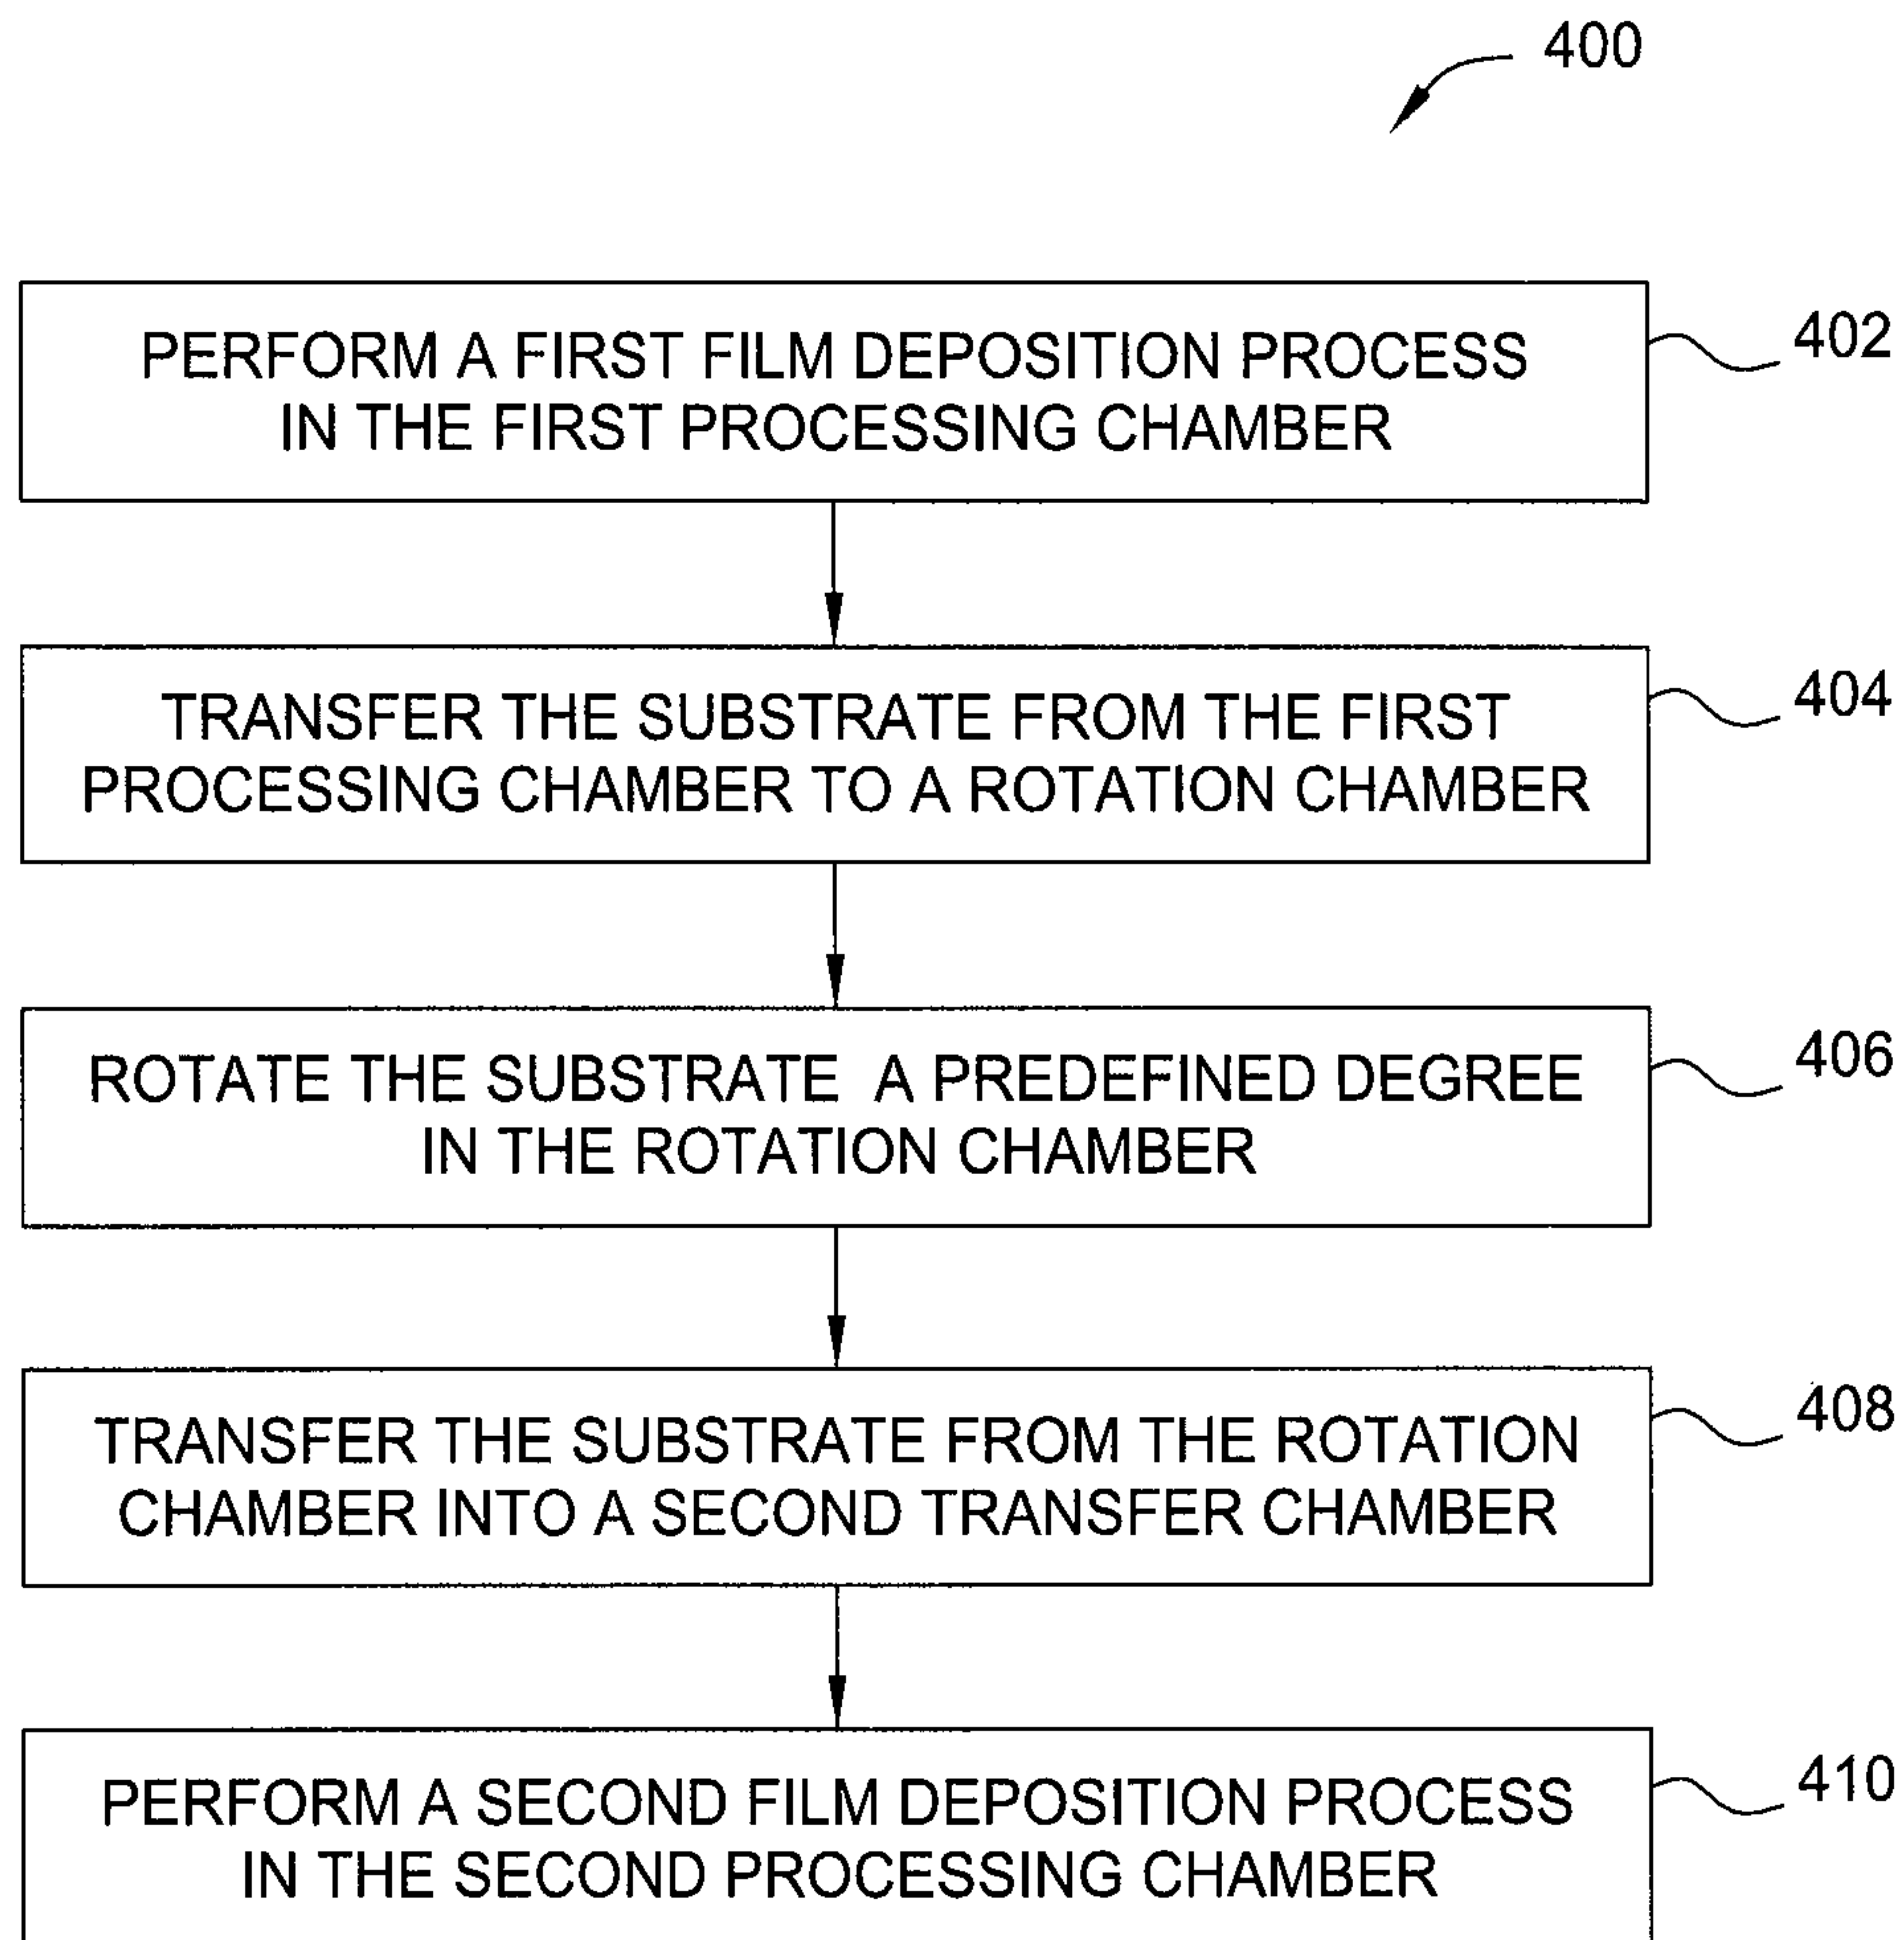 400
PERFORM A FIRST FILM DEPOSITION PROCESS
IN THE FIRST PROCESSING CHAMBER
402
TRANSFER THE SUBSTRATE FROM THE FIRST
PROCESSING CHAMBER TO A ROTATION CHAMBER
404
ROTATE THE SUBSTRATE A PREDEFINED DEGREE
IN THE ROTATION CHAMBER
406
TRANSFER THE SUBSTRATE FROM THE ROTATION
CHAMBER INTO A SECOND TRANSFER CHAMBER
408
PERFORM A SECOND FILM DEPOSITION PROCESS
IN THE SECOND PROCESSING CHAMBER
410